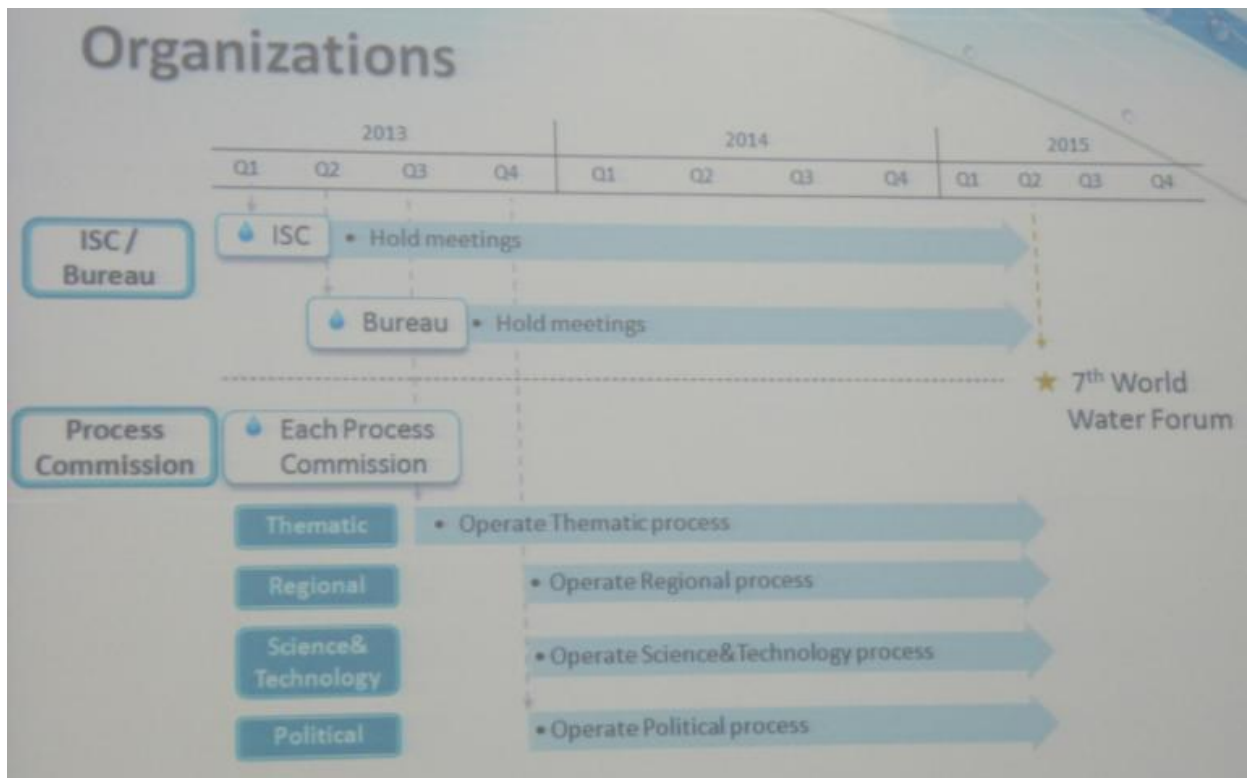 Organizations
2013 2014 2015
Q1 Q2 Q3 Q4 Q1 Q2 Q3 Q4 Q1 Q2 Q3 Q4
ISC /
Bureau
ISC
• Hold meetings
Bureau
• Hold meetings
7th World
Water Forum
Process
Commission
Each Process
Commission
Thematic
• Operate Thematic process
Regional
• Operate Regional process
Science&
Technology
• Operate Science&Technology process
Political
• Operate Political process